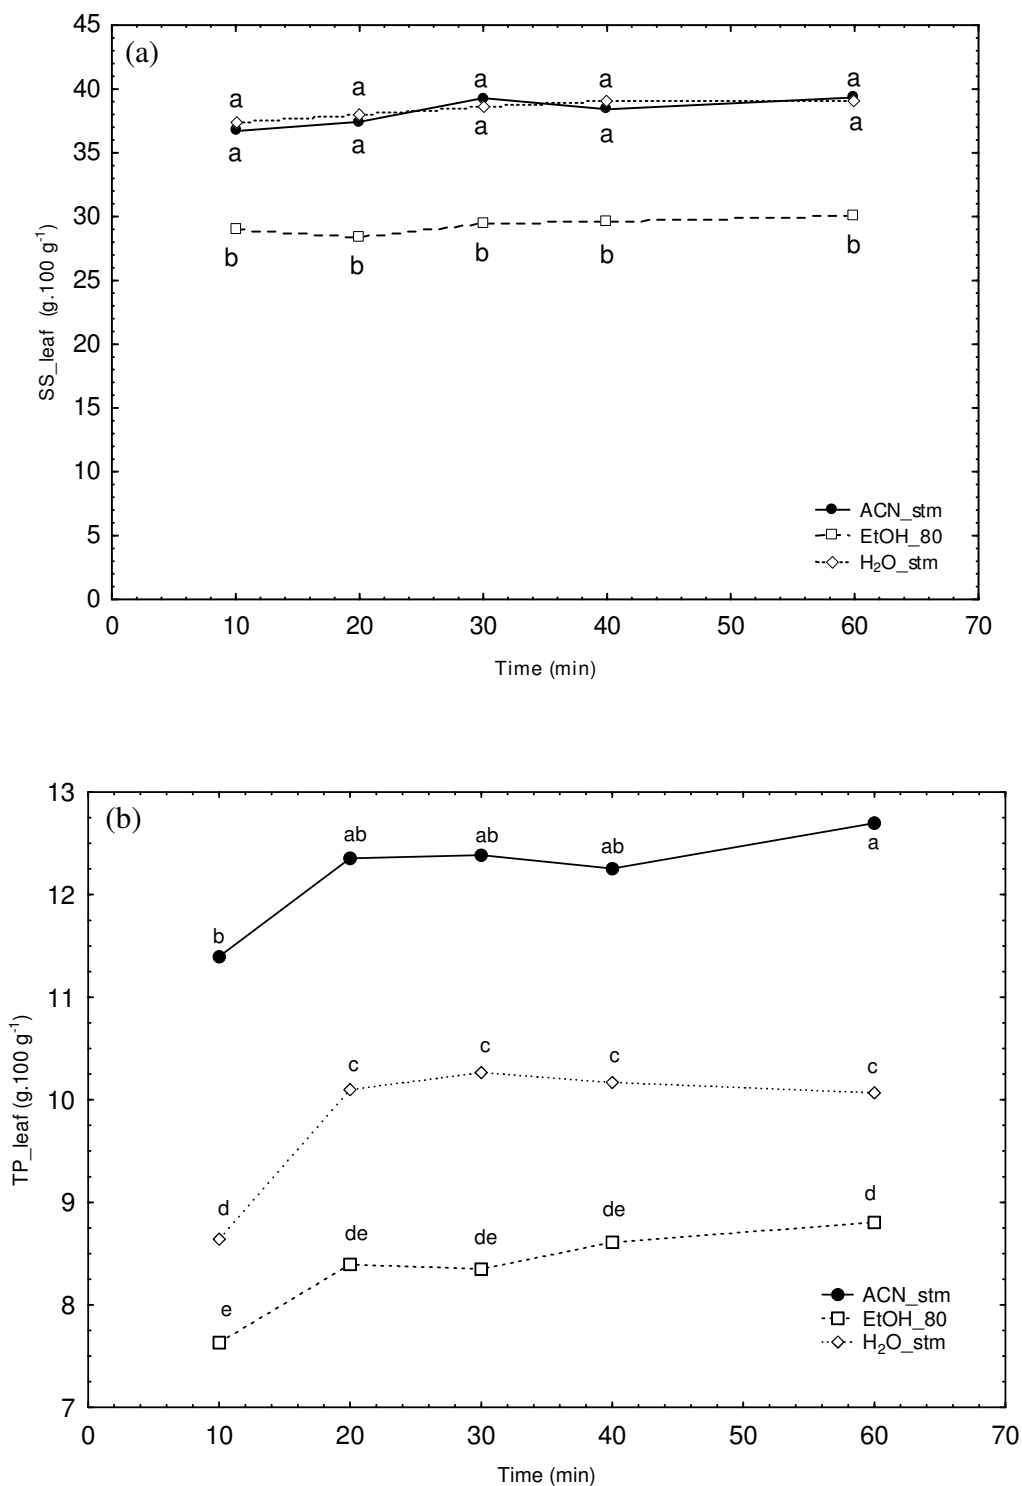 (a)
45
40
35
30
25
20
15
10
5
0
SS_leaf (g.100 g⁻¹)
a a a a a
a a a a a
b b b b b
ACN_stm
EtOH_80
H₂O_stm
0 10 20 30 40 50 60 70
Time (min)
(b)
13
12
11
10
9
8
7
TP_leaf (g.100 g⁻¹)
b ab ab ab a
d c c c c
e de de de d
ACN_stm
EtOH_80
H₂O_stm
0 10 20 30 40 50 60 70
Time (min)